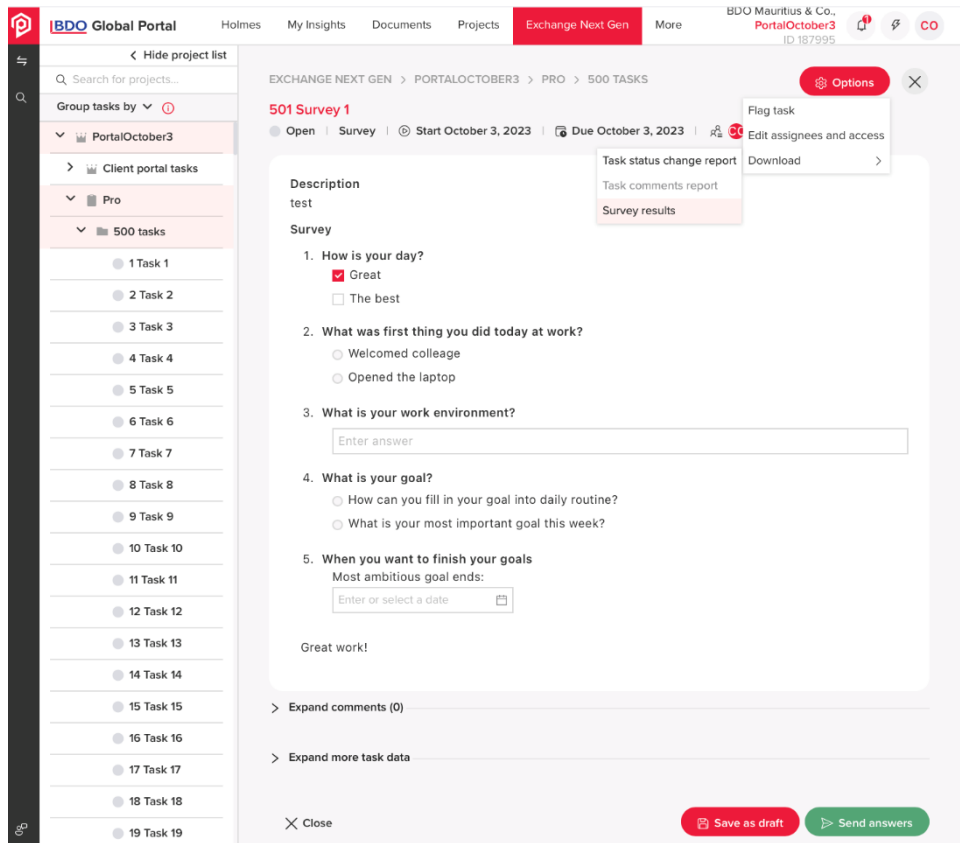 BDO Global Portal
Holmes
My Insights
Documents
Projects
Exchange Next Gen
More
BDO Mauritius & Co.,
PortalOctober3
ID 187995
CO
Hide project list
Search for projects...
Group tasks by
PortalOctober3
Client portal tasks
Pro
500 tasks
1 Task 1
2 Task 2
3 Task 3
4 Task 4
5 Task 5
6 Task 6
7 Task 7
8 Task 8
9 Task 9
10 Task 10
11 Task 11
12 Task 12
13 Task 13
14 Task 14
15 Task 15
16 Task 16
17 Task 17
18 Task 18
19 Task 19
EXCHANGE NEXT GEN > PORTALOCTOBER3 > PRO > 500 TASKS
Options
501 Survey 1
Open | Survey | Start October 3, 2023 | Due October 3, 2023 |
Flag task
Edit assignees and access
Download
Task status change report
Task comments report
Survey results
Description
test
Survey
1. How is your day?
Great
The best
2. What was first thing you did today at work?
Welcomed colleage
Opened the laptop
3. What is your work environment?
Enter answer
4. What is your goal?
How can you fill in your goal into daily routine?
What is your most important goal this week?
5. When you want to finish your goals
Most ambitious goal ends:
Enter or select a date
Great work!
Expand comments (0)
Expand more task data
Close
Save as draft
Send answers